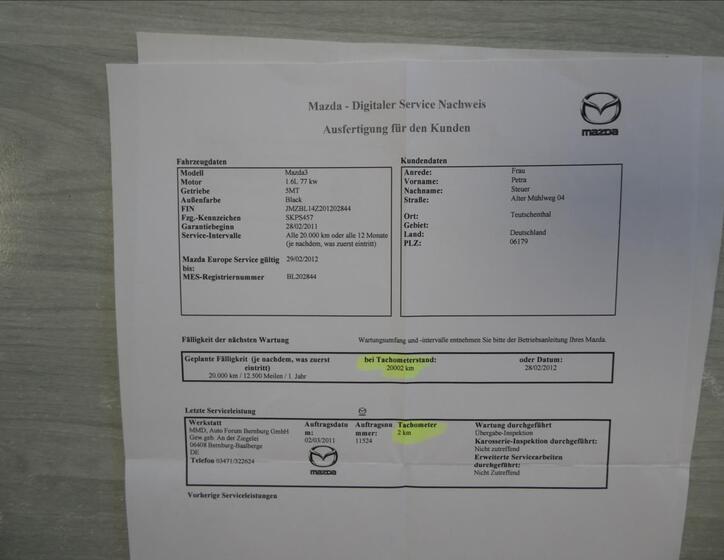 Mazda - Digitaler Service Nachweis
Ausfertigung für den Kunden
mazda
Fahrzeugdaten
Modell Mazda3
Motor 1.6L 77 kw
Getriebe 5MT
Außenfarbe Black
FIN JMZBL14Z201202844
Fzg.-Kennzeichen SKPS457
Garantiebeginn 28/02/2011
Service-Intervalle Alle 20.000 km oder alle 12 Monate
(je nachdem, was zuerst eintritt)
Mazda Europe Service gültig 29/02/2012
bis:
MES-Registriernummer BL202844
Kundendaten
Anrede: Frau
Vorname: Petra
Nachname: Steuer
Straße: Alter Mühlweg 04
Ort: Teutschenthal
Gebiet:
Land: Deutschland
PLZ: 06179
Fälligkeit der nächsten Wartung Wartungsumfang und -intervalle entnehmen Sie bitte der Betriebsanleitung Ihres Mazda.
Geplante Fälligkeit (je nachdem, was zuerst bei Tachometerstand: oder Datum:
eintritt) 20002 km 28/02/2012
20.000 km / 12.500 Meilen / 1. Jahr
Letzte Serviceleistung
Werkstatt
MMD, Auto Forum Bernburg GmbH
Gew.geb. An der Ziegelei
06408 Bernburg-Baalberge
DE
Telefon 03471/322624
Auftragsdatu
m:
02/03/2011
mazda
Auftragsnu
mmer:
11524
Tachometer
2 km
Wartung durchgeführt
Übergabe-Inspektion
Karosserie-Inspektion durchgeführt:
Nicht zutreffend
Erweiterte Servicearbeiten
durchgeführt:
Nicht Zutreffend
Vorherige Serviceleistungen